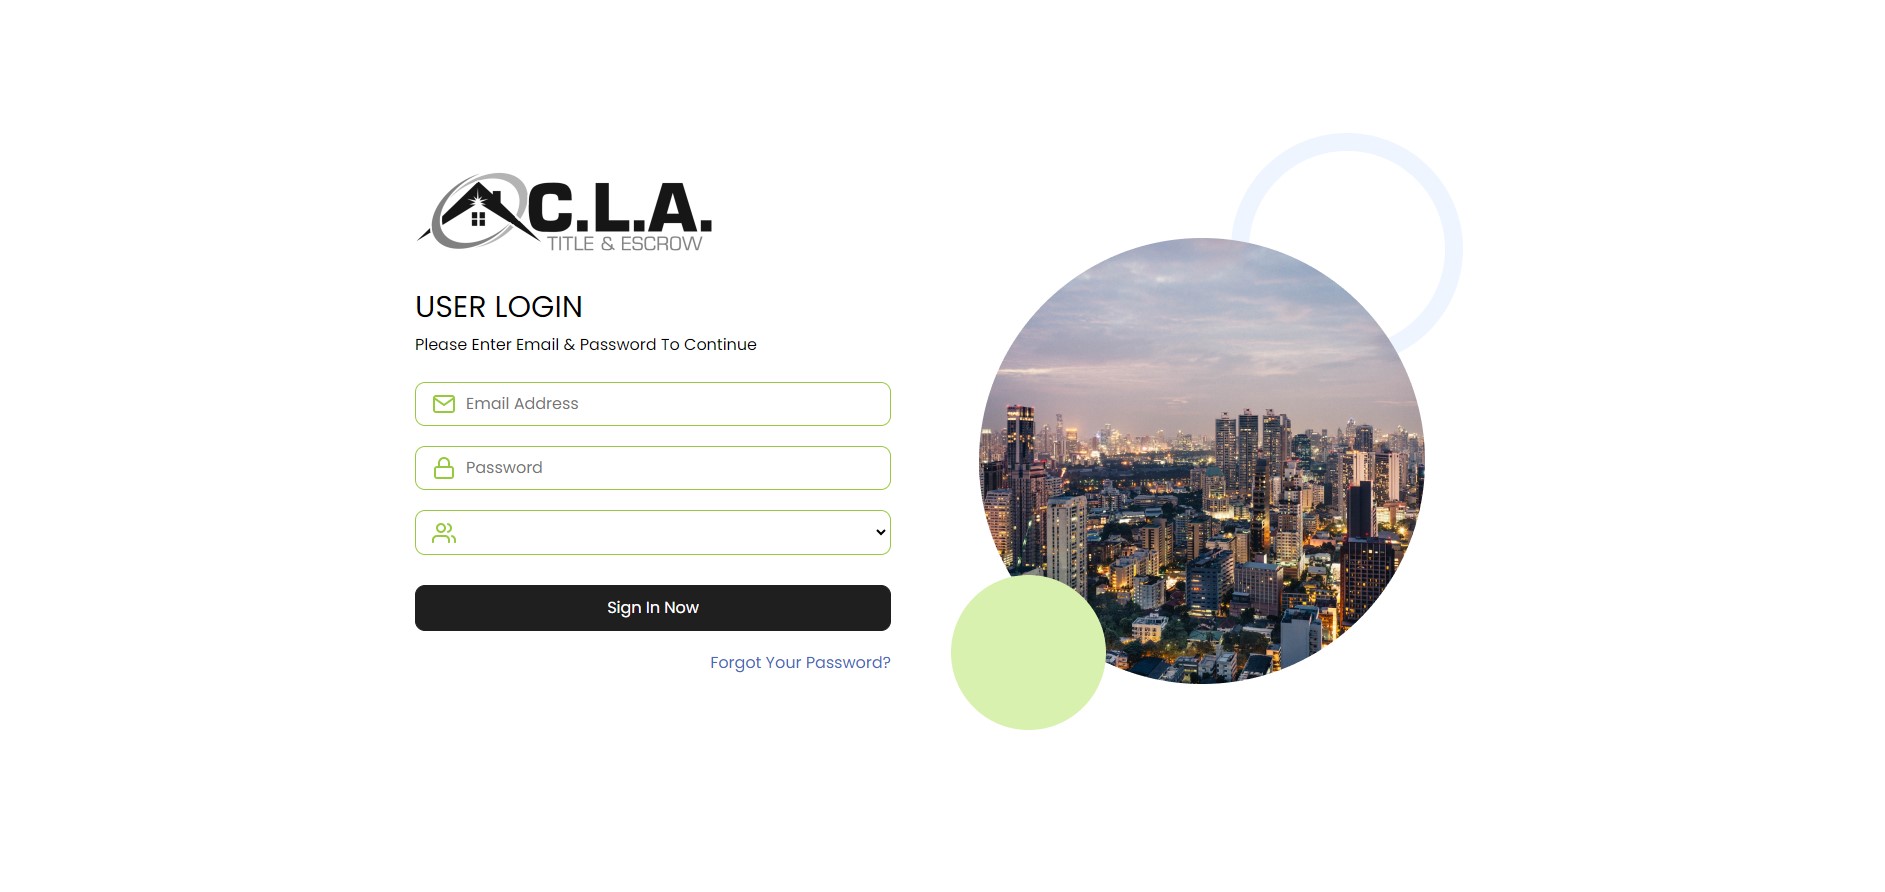 C.L.A.
TITLE & ESCROW
USER LOGIN
Please Enter Email & Password To Continue
Email Address
Password
Sign In Now
Forgot Your Password?